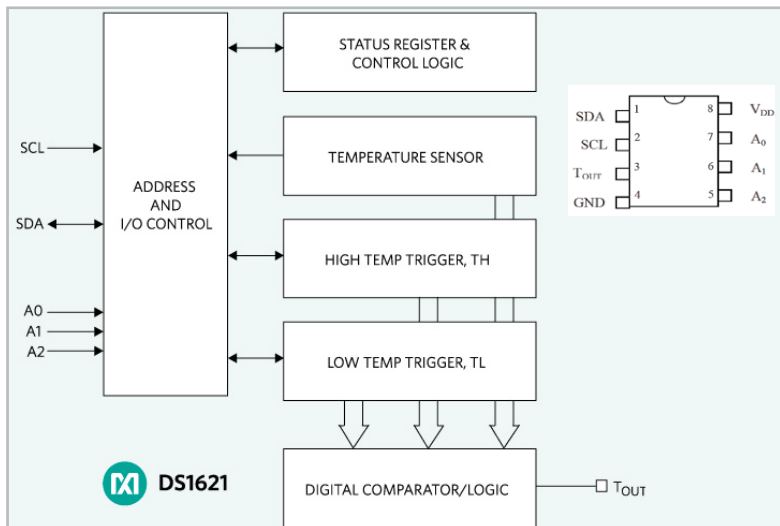 STATUS REGISTER &
CONTROL LOGIC
SCL
SDA
A0
A1
A2
ADDRESS
AND
I/O CONTROL
TEMPERATURE SENSOR
HIGH TEMP TRIGGER, TH
LOW TEMP TRIGGER, TL
DIGITAL COMPARATOR/LOGIC
TOUT
DS1621
SDA 1 8 VDD
SCL 2 7 A0
TOUT 3 6 A1
GND 4 5 A2